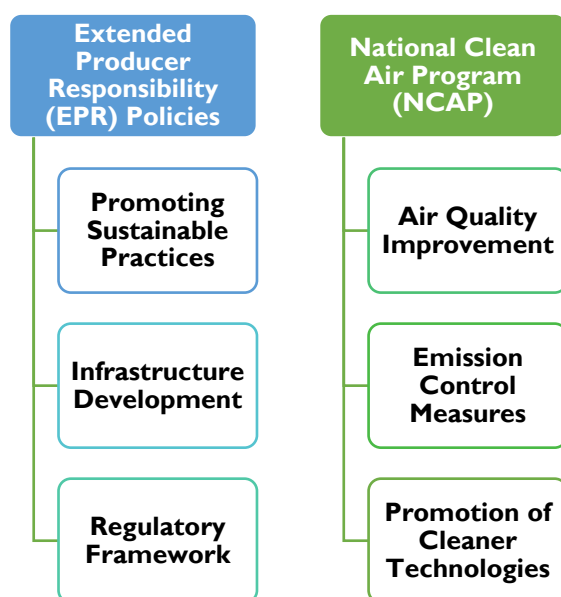 Extended
Producer
Responsibility
(EPR) Policies
Promoting
Sustainable
Practices
Infrastructure
Development
Regulatory
Framework
National Clean
Air Program
(NCAP)
Air Quality
Improvement
Emission
Control
Measures
Promotion of
Cleaner
Technologies